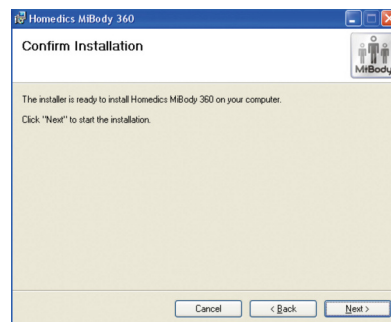 Homedics MiBody 360
Confirm Installation
MiBody
The installer is ready to install Homedics MiBody 360 on your computer.
Click "Next" to start the installation.
Cancel
< Back
Next >